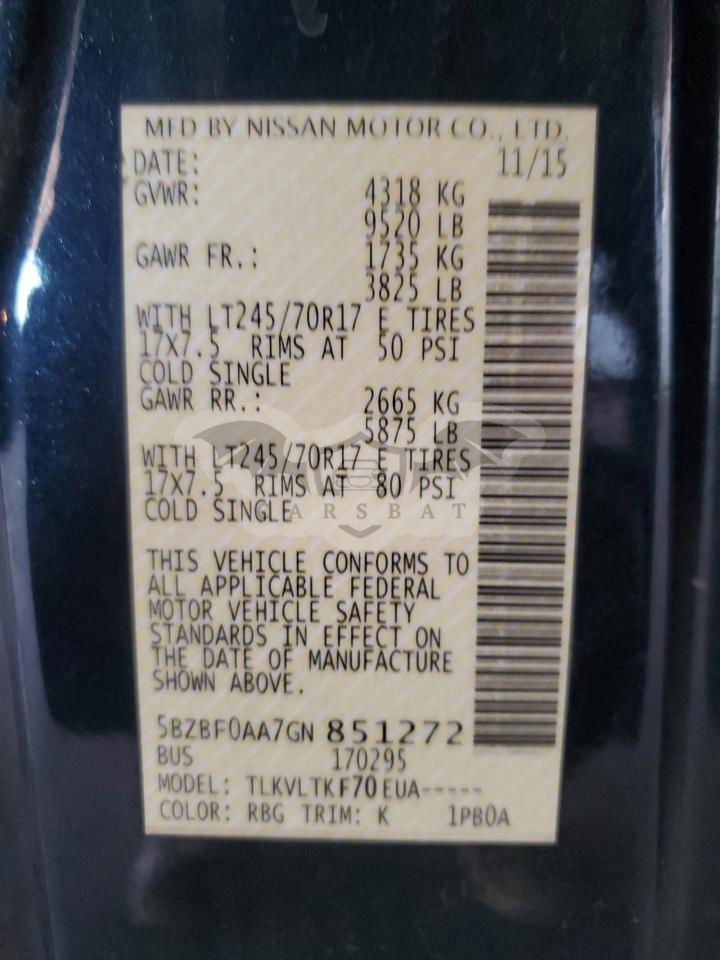 MFD BY NISSAN MOTOR CO., LTD.
DATE: 11/15
GVWR: 4318 KG
9520 LB
GAWR FR.: 1735 KG
3825 LB
WITH LT245/70R17 E TIRES
17X7.5 RIMS AT 50 PSI
COLD SINGLE
GAWR RR.: 2665 KG
5875 LB
WITH LT245/70R17 E TIRES
17X7.5 RIMS AT 80 PSI
COLD SINGLE
CARSBAT
THIS VEHICLE CONFORMS TO
ALL APPLICABLE FEDERAL
MOTOR VEHICLE SAFETY
STANDARDS IN EFFECT ON
THE DATE OF MANUFACTURE
SHOWN ABOVE.
5BZBF0AA7GN 851272
BUS 170295
MODEL: TLKVLTKF70EUA-----
COLOR: RBG TRIM: K 1PB0A